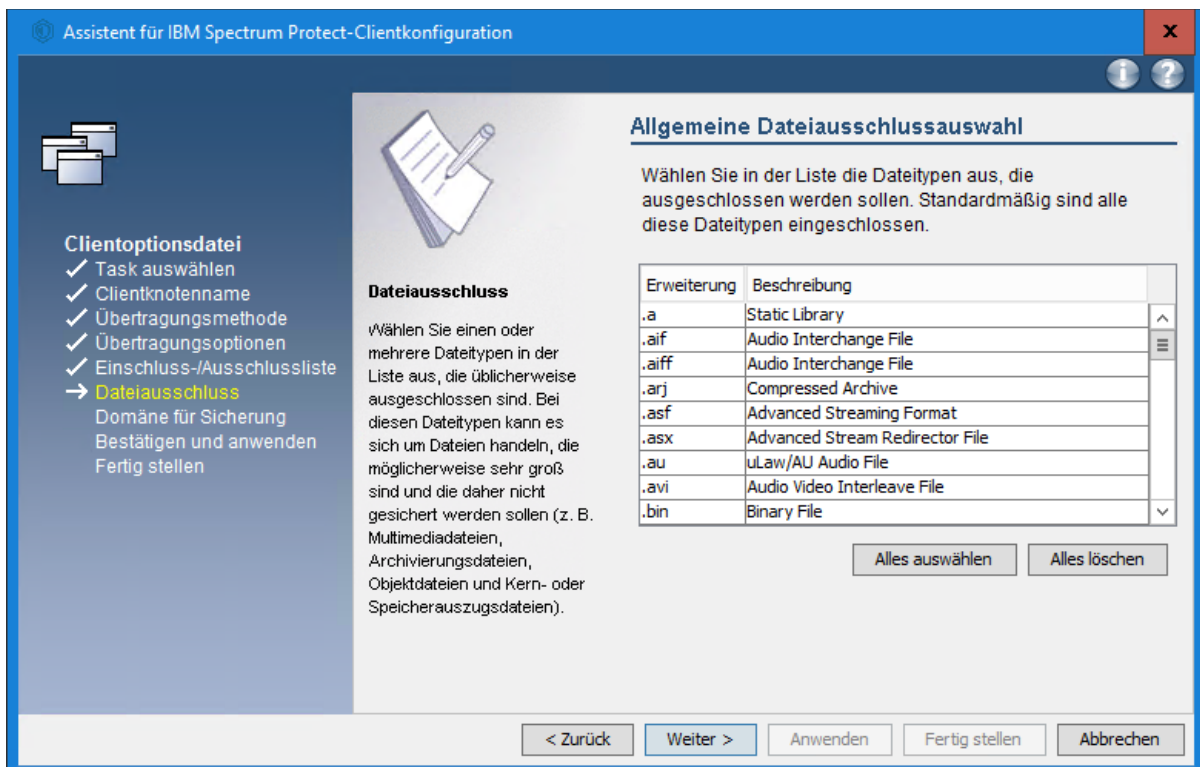 Assistent für IBM Spectrum Protect-Clientkonfiguration
Clientoptionsdatei
Task auswählen
Clientknotenname
Übertragungsmethode
Übertragungsoptionen
Einschluss-/Ausschlussliste
Dateiausschluss
Domäne für Sicherung
Bestätigen und anwenden
Fertig stellen
Dateiausschluss
Wählen Sie einen oder
mehrere Dateitypen in der
Liste aus, die üblicherweise
ausgeschlossen sind. Bei
diesen Dateitypen kann es
sich um Dateien handeln, die
möglicherweise sehr groß
sind und die daher nicht
gesichert werden sollen (z. B.
Multimediadateien,
Archivierungsdateien,
Objektdateien und Kern- oder
Speicherauszugsdateien).
Allgemeine Dateiausschlussauswahl
Wählen Sie in der Liste die Dateitypen aus, die
ausgeschlossen werden sollen. Standardmäßig sind alle
diese Dateitypen eingeschlossen.
Erweiterung Beschreibung
.a Static Library
.aif Audio Interchange File
.aiff Audio Interchange File
.arj Compressed Archive
.asf Advanced Streaming Format
.asx Advanced Stream Redirector File
.au uLaw/AU Audio File
.avi Audio Video Interleave File
.bin Binary File
Alles auswählen Alles löschen
< Zurück Weiter > Anwenden Fertig stellen Abbrechen